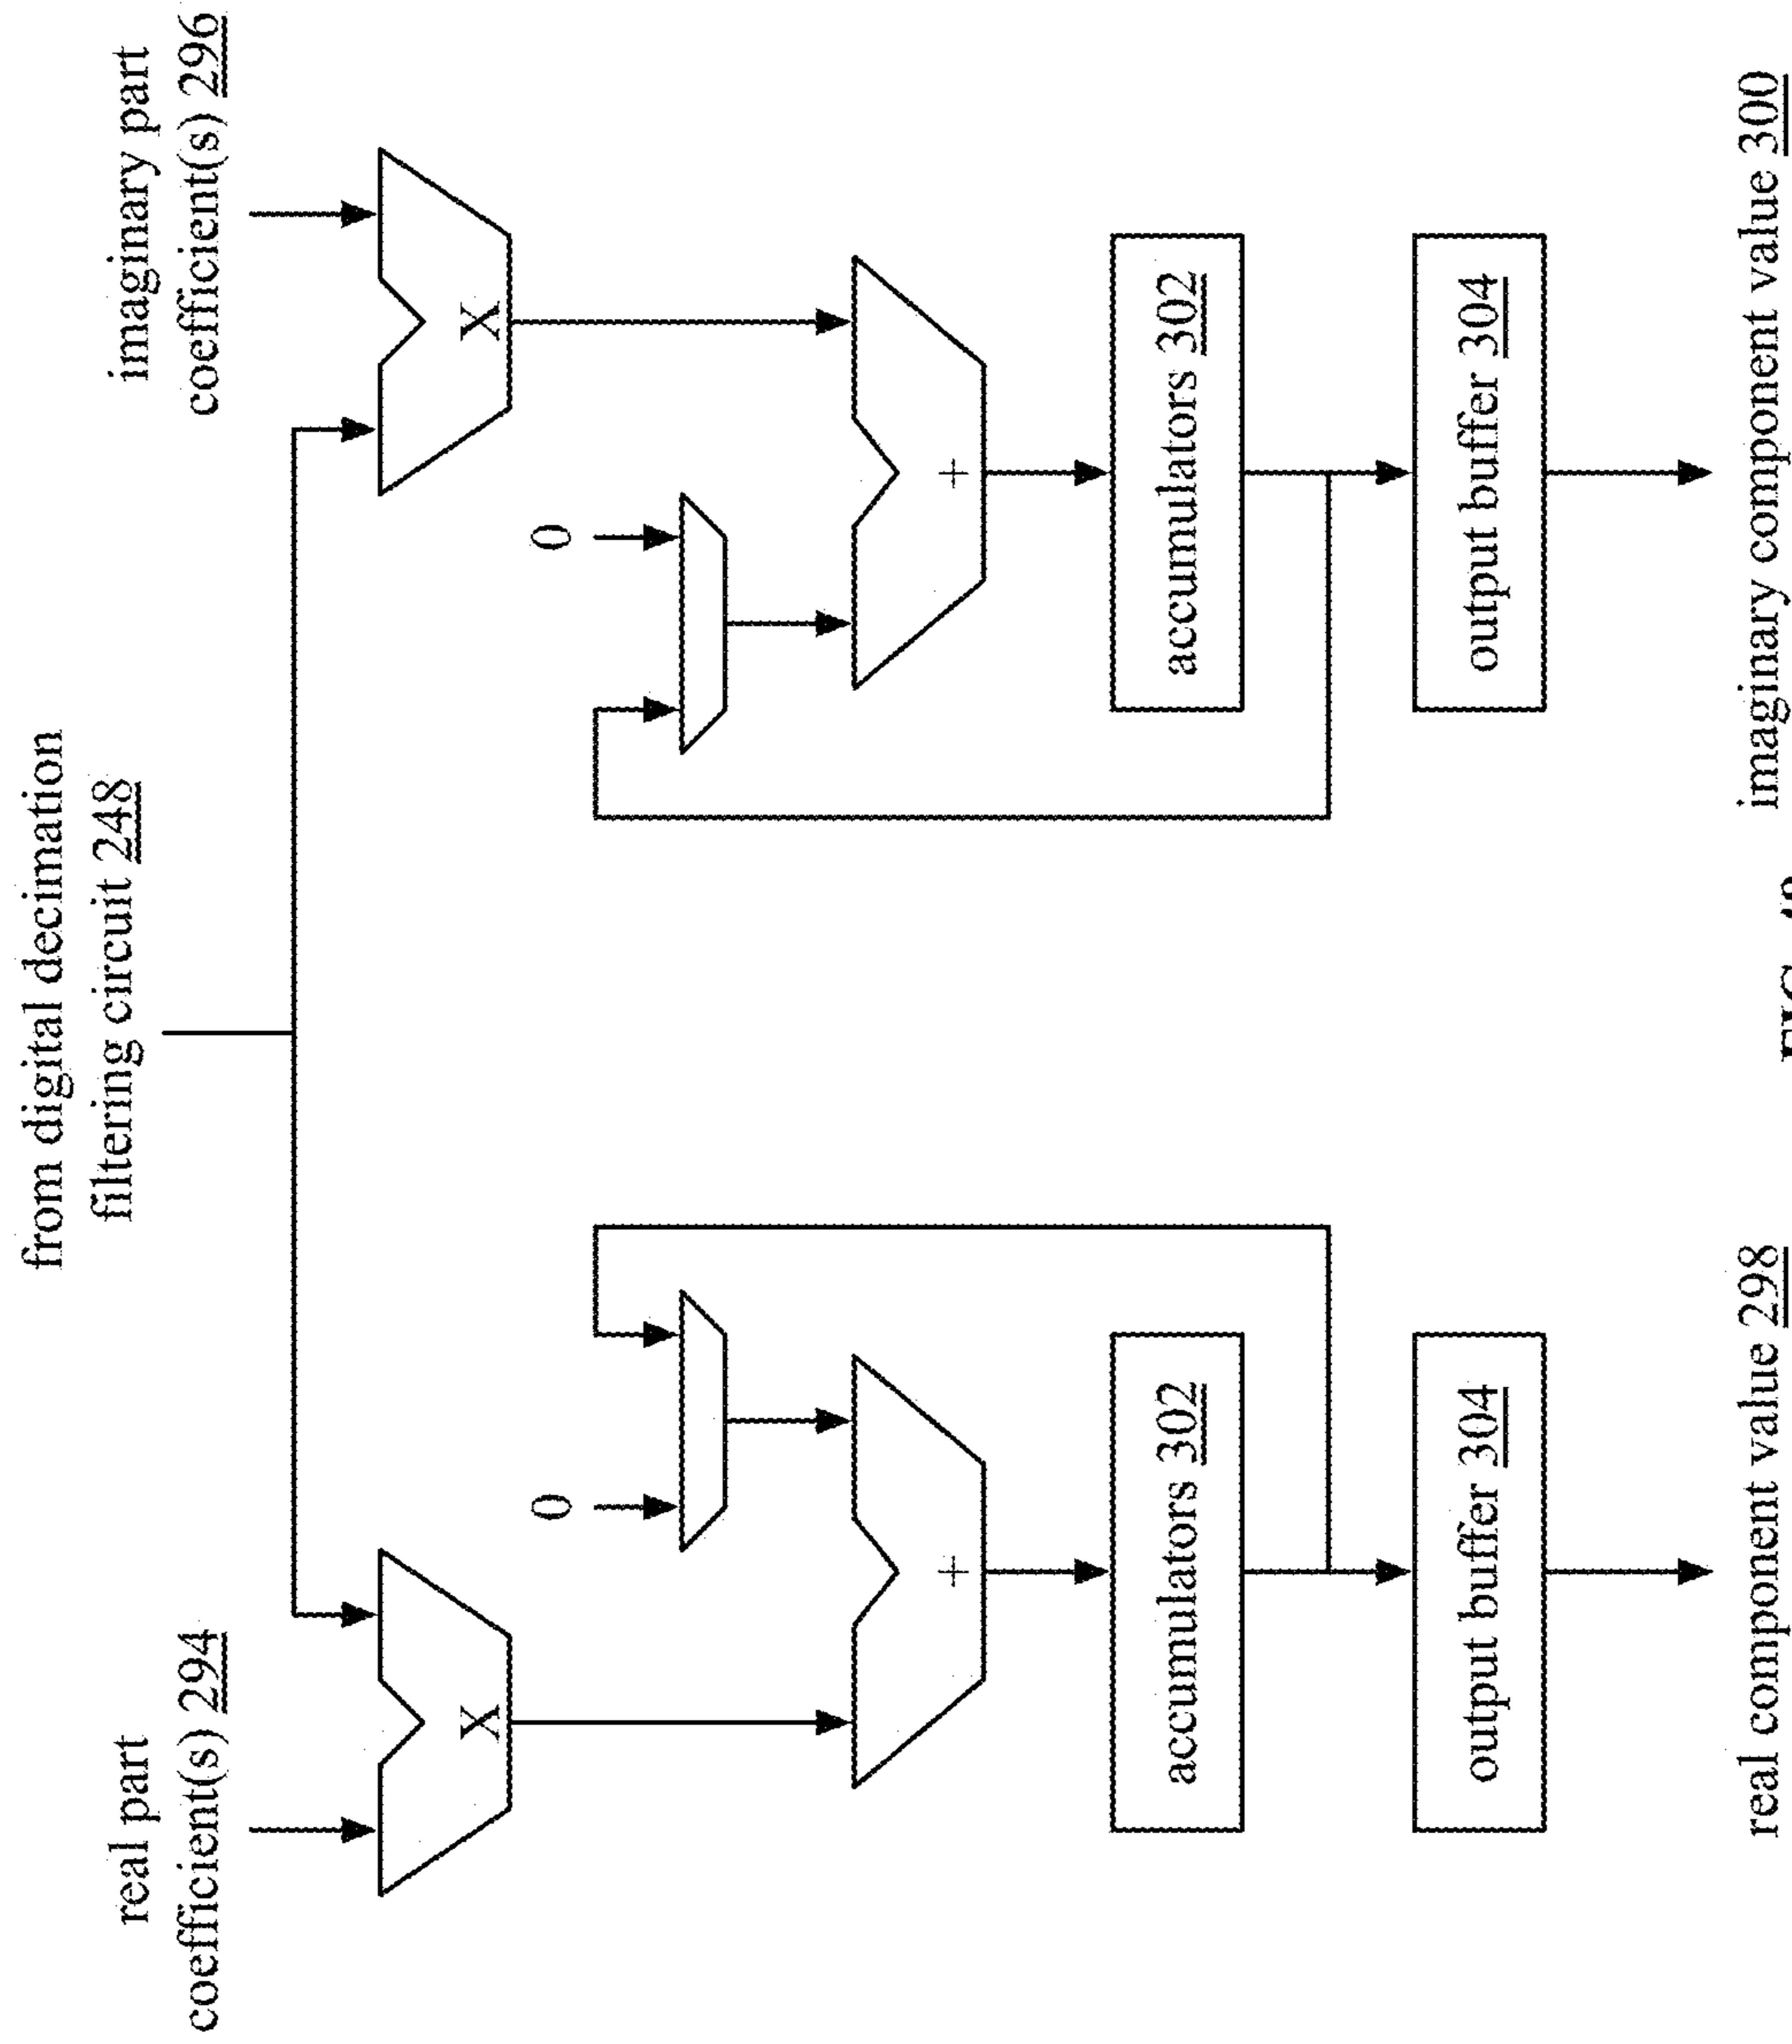 from digital decimation
filtering circuit 248
real part
coefficient(s) 294
imaginary part
coefficient(s) 296
X
X
0
0
+
+
accumulators 302
accumulators 302
output buffer 304
output buffer 304
real component value 298
imaginary component value 300